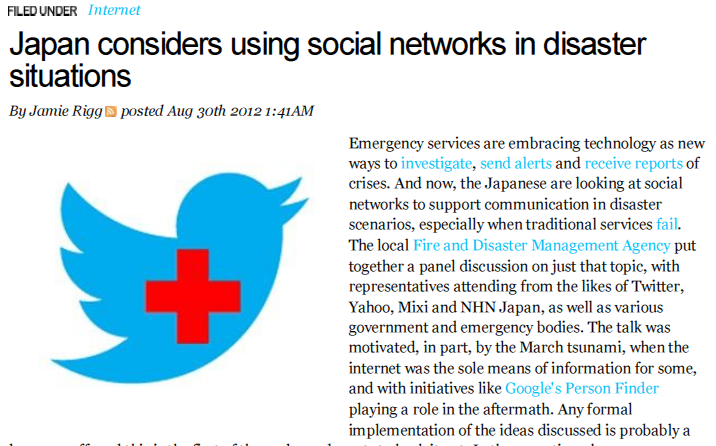 FILED UNDER Internet
Japan considers using social networks in disaster
situations
By Jamie Rigg posted Aug 30th 2012 1:41AM
Emergency services are embracing technology as new
ways to investigate, send alerts and receive reports of
crises. And now, the Japanese are looking at social
networks to support communication in disaster
scenarios, especially when traditional services fail.
The local Fire and Disaster Management Agency put
together a panel discussion on just that topic, with
representatives attending from the likes of Twitter,
Yahoo, Mixi and NHN Japan, as well as various
government and emergency bodies. The talk was
motivated, in part, by the March tsunami, when the
internet was the sole means of information for some,
and with initiatives like Google's Person Finder
playing a role in the aftermath. Any formal
implementation of the ideas discussed is probably a